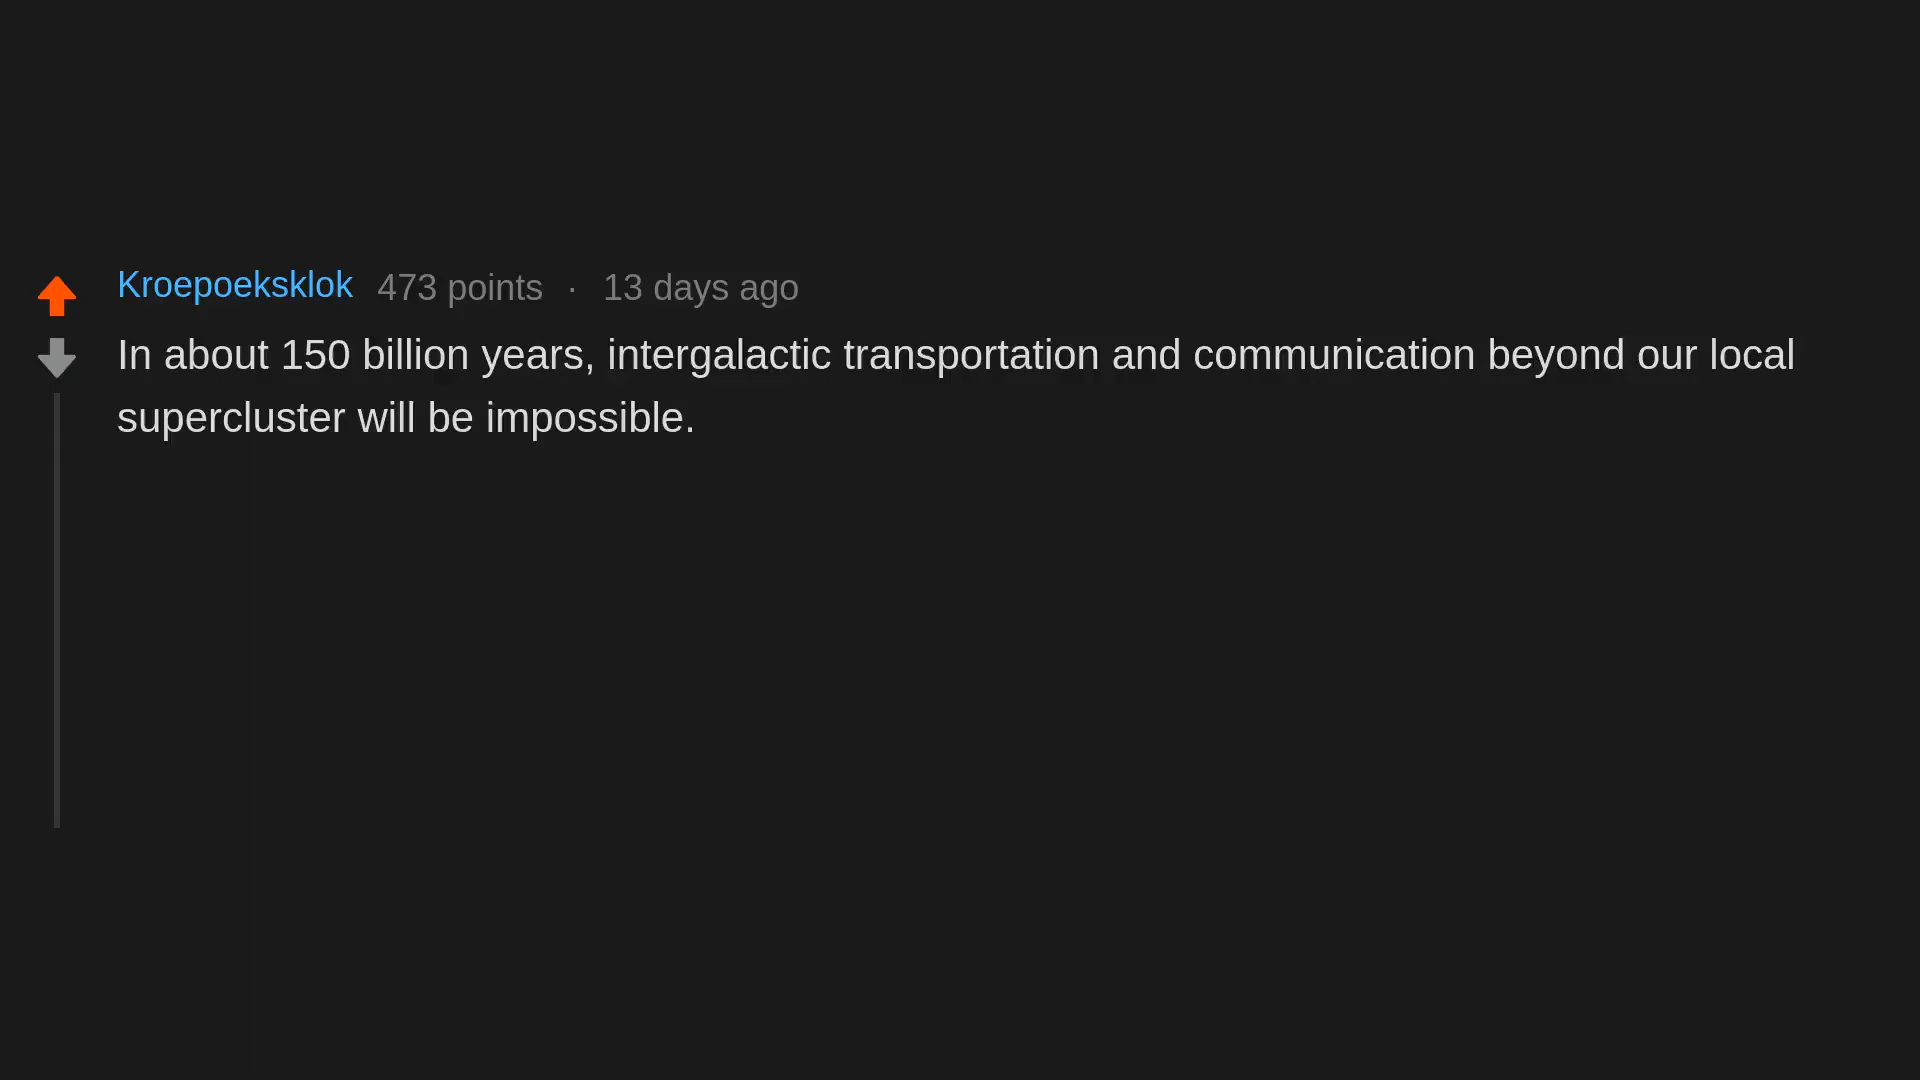 Kroepoeksklok 473 points · 13 days ago
In about 150 billion years, intergalactic transportation and communication beyond our local
supercluster will be impossible.